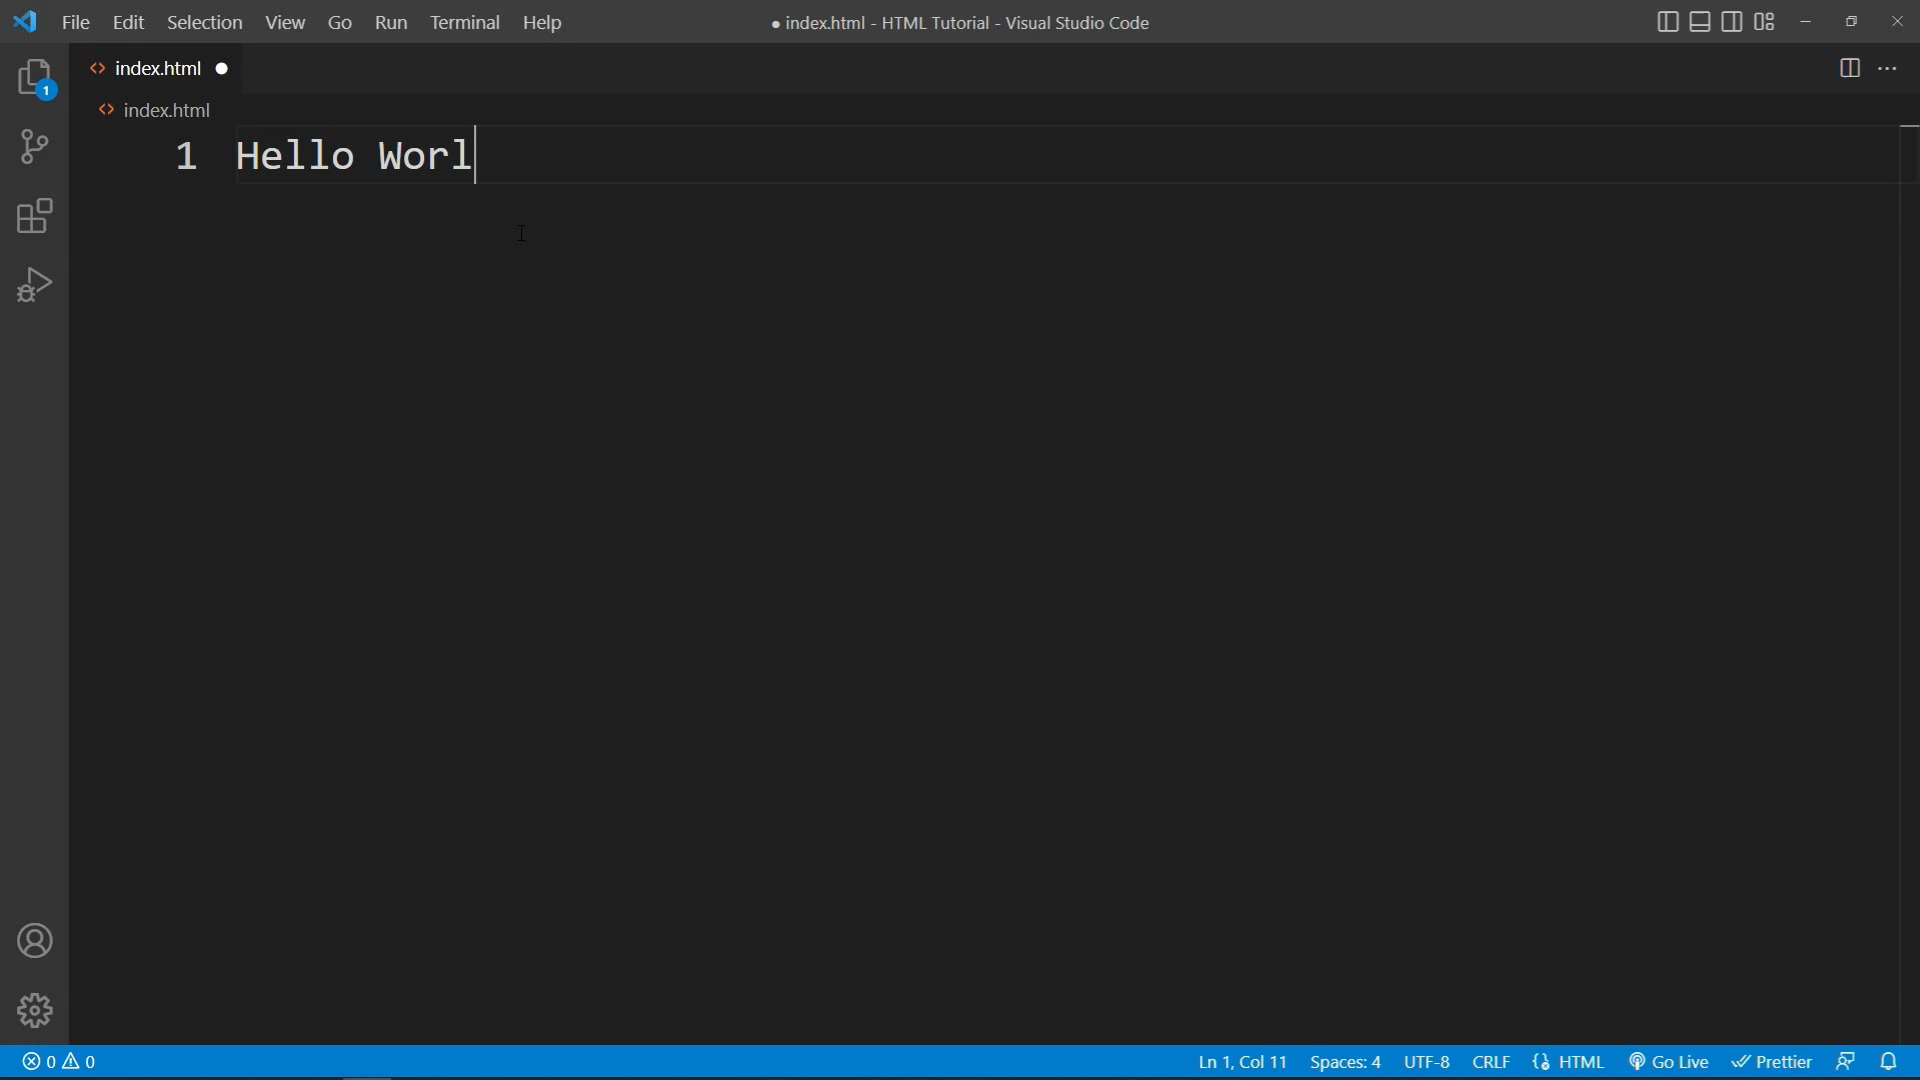 File Edit Selection View Go Run Terminal Help
● index.html - HTML Tutorial - Visual Studio Code
<> index.html ●
1
<> index.html
1 Hello Worl
0 0
Ln 1, Col 11 Spaces: 4 UTF-8 CRLF HTML Go Live Prettier